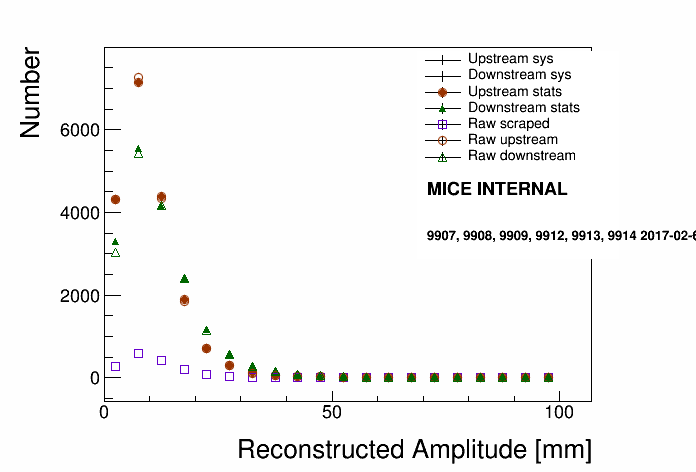 Number
6000
4000
2000
0
0 50 100
Reconstructed Amplitude [mm]
Upstream sys
Downstream sys
Upstream stats
Downstream stats
Raw scraped
Raw upstream
Raw downstream
MICE INTERNAL
9907, 9908, 9909, 9912, 9913, 9914 2017-02-6